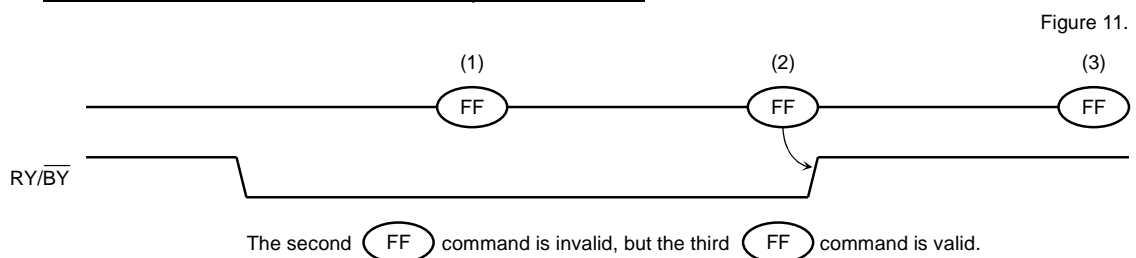 Figure 11.
(1) (2) (3)
FF FF FF
RY/B̅Y̅
The second FF command is invalid, but the third FF command is valid.